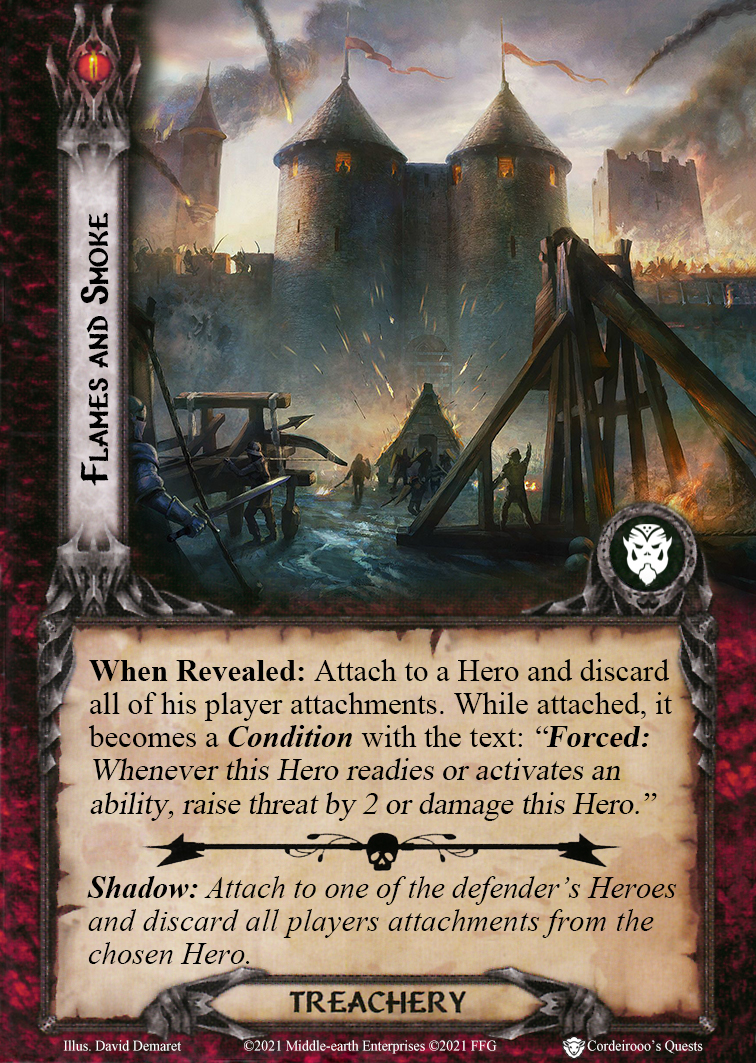 FLAMES AND SMOKE
When Revealed: Attach to a Hero and discard
all of his player attachments. While attached, it
becomes a Condition with the text: “Forced:
Whenever this Hero readies or activates an
ability, raise threat by 2 or damage this Hero.”
Shadow: Attach to one of the defender’s Heroes
and discard all players attachments from the
chosen Hero.
TREACHERY
Illus. David Demaret ©2021 Middle-earth Enterprises ©2021 FFG Cordeirooo’s Quests